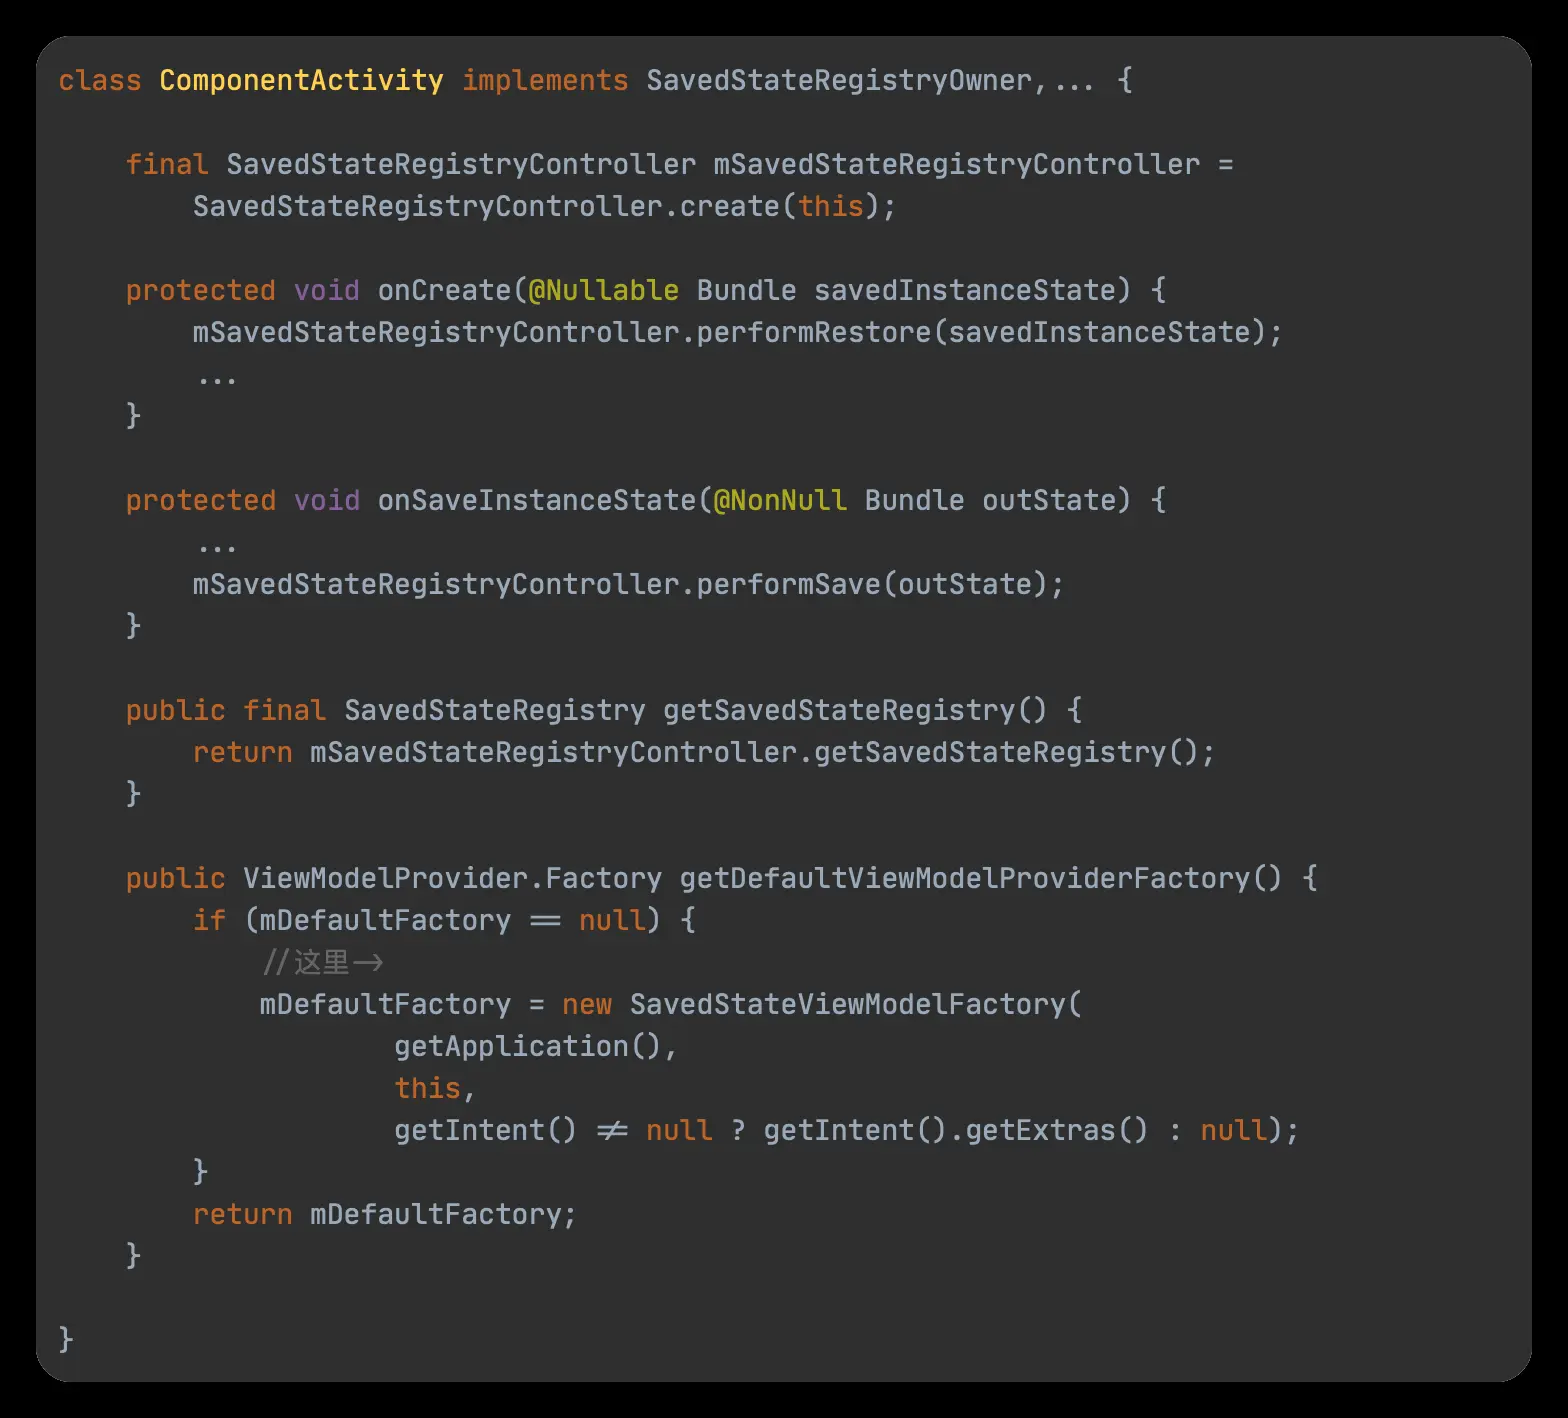 class ComponentActivity implements SavedStateRegistryOwner,... {
final SavedStateRegistryController mSavedStateRegistryController =
SavedStateRegistryController.create(this);
protected void onCreate(@Nullable Bundle savedInstanceState) {
mSavedStateRegistryController.performRestore(savedInstanceState);
...
}
protected void onSaveInstanceState(@NonNull Bundle outState) {
...
mSavedStateRegistryController.performSave(outState);
}
public final SavedStateRegistry getSavedStateRegistry() {
return mSavedStateRegistryController.getSavedStateRegistry();
}
public ViewModelProvider.Factory getDefaultViewModelProviderFactory() {
if (mDefaultFactory == null) {
//这里->
mDefaultFactory = new SavedStateViewModelFactory(
getApplication(),
this,
getIntent() != null ? getIntent().getExtras() : null);
}
return mDefaultFactory;
}
}